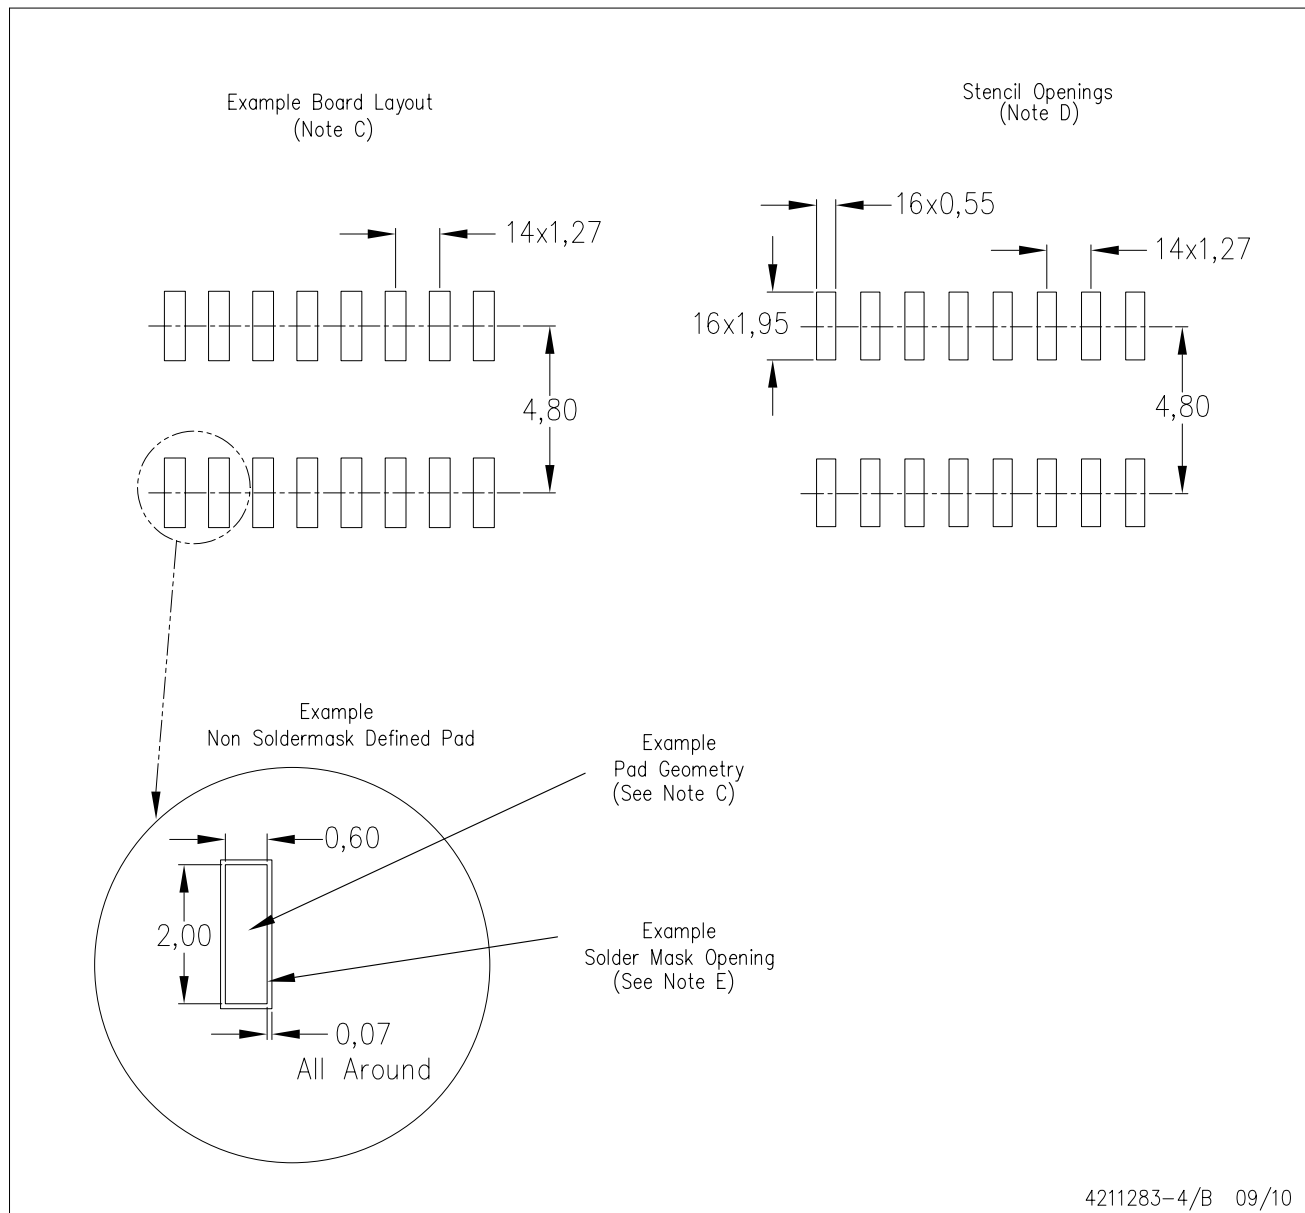 Example Board Layout
(Note C)
14x1,27
4,80
Stencil Openings
(Note D)
16x0,55
14x1,27
16x1,95
4,80
Example
Non Soldermask Defined Pad
0,60
2,00
0,07
All Around
Example
Pad Geometry
(See Note C)
Example
Solder Mask Opening
(See Note E)
4211283-4/B 09/10